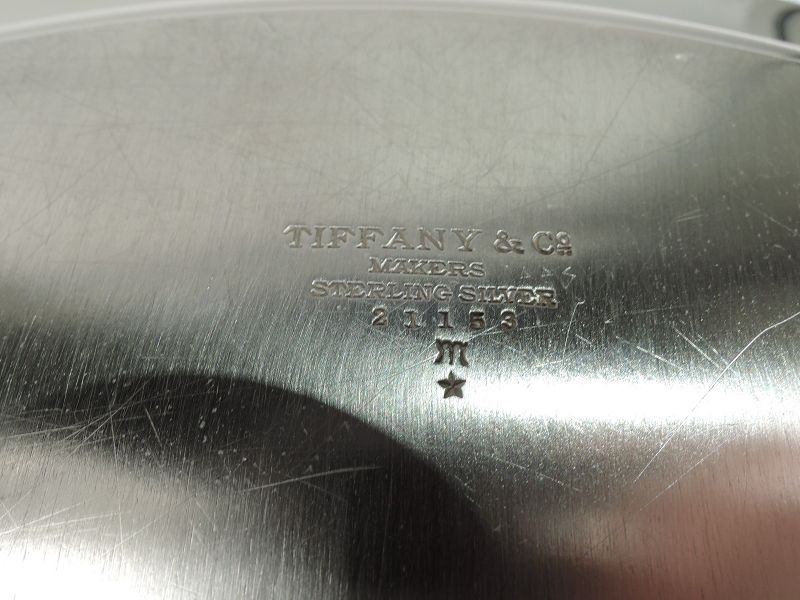 TIFFANY & Co
MAKERS
STERLING SILVER
21153
m
★